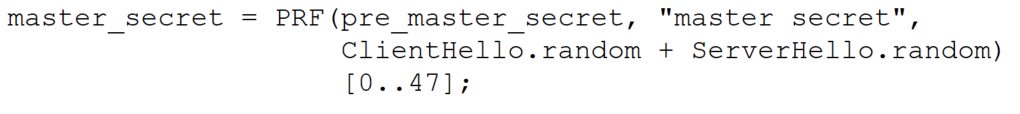 master_secret = PRF(pre_master_secret, "master secret",
ClientHello.random + ServerHello.random)
[0..47];